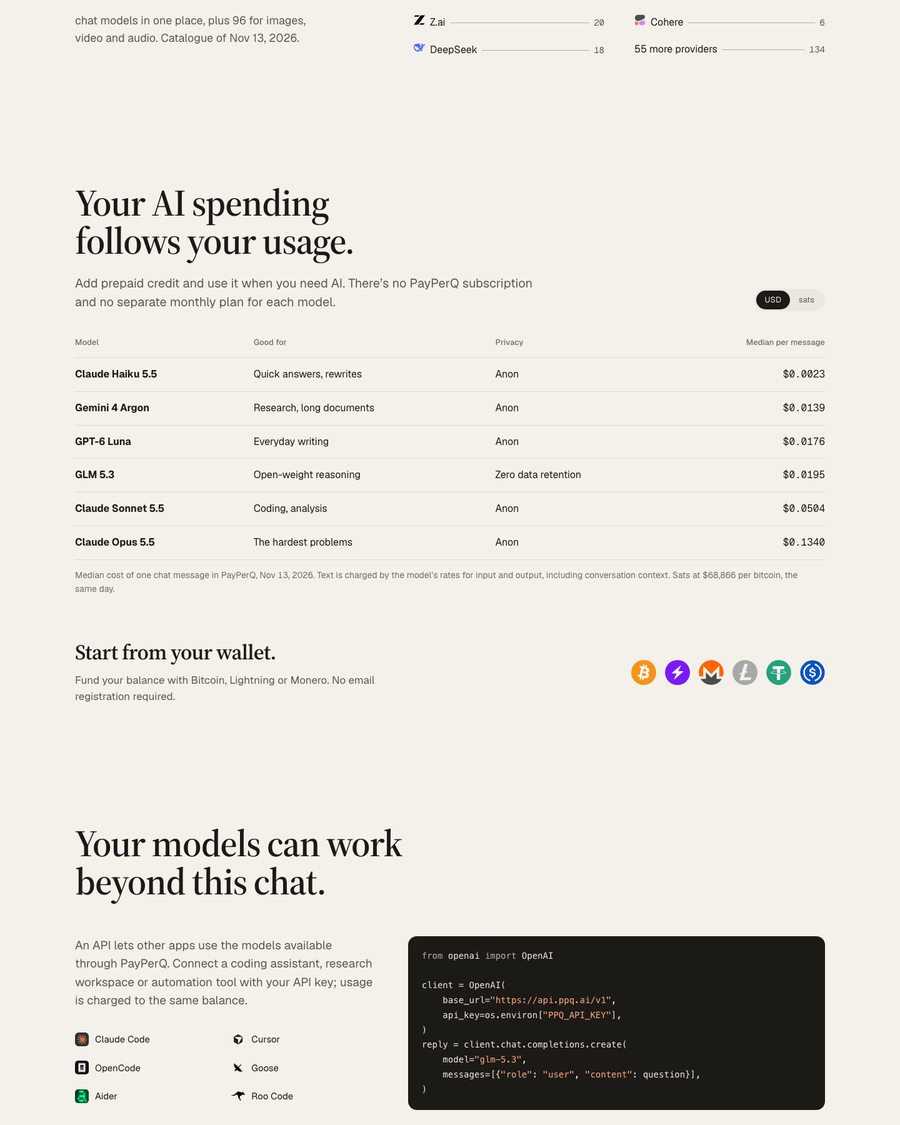 chat models in one place, plus 96 for images,
video and audio. Catalogue of Nov 13, 2026.
Z.ai 20
Cohere 6
DeepSeek 18
55 more providers 134
Your AI spending
follows your usage.
Add prepaid credit and use it when you need AI. There's no PayPerQ subscription
and no separate monthly plan for each model.
USD sats
Model Good for Privacy Median per message
Claude Haiku 5.5 Quick answers, rewrites Anon $0.0023
Gemini 4 Argon Research, long documents Anon $0.0139
GPT-6 Luna Everyday writing Anon $0.0176
GLM 5.3 Open-weight reasoning Zero data retention $0.0195
Claude Sonnet 5.5 Coding, analysis Anon $0.0504
Claude Opus 5.5 The hardest problems Anon $0.1340
Median cost of one chat message in PayPerQ, Nov 13, 2026. Text is charged by the model's rates for input and output, including conversation context. Sats at $68,866 per bitcoin, the
same day.
Start from your wallet.
Fund your balance with Bitcoin, Lightning or Monero. No email
registration required.
Your models can work
beyond this chat.
An API lets other apps use the models available
through PayPerQ. Connect a coding assistant, research
workspace or automation tool with your API key; usage
is charged to the same balance.
Claude Code
Cursor
OpenCode
Goose
Aider
Roo Code
from openai import OpenAI
client = OpenAI(
    base_url="https://api.ppq.ai/v1",
    api_key=os.environ["PPQ_API_KEY"],
)
reply = client.chat.completions.create(
    model="glm-5.3",
    messages=[{"role": "user", "content": question}],
)